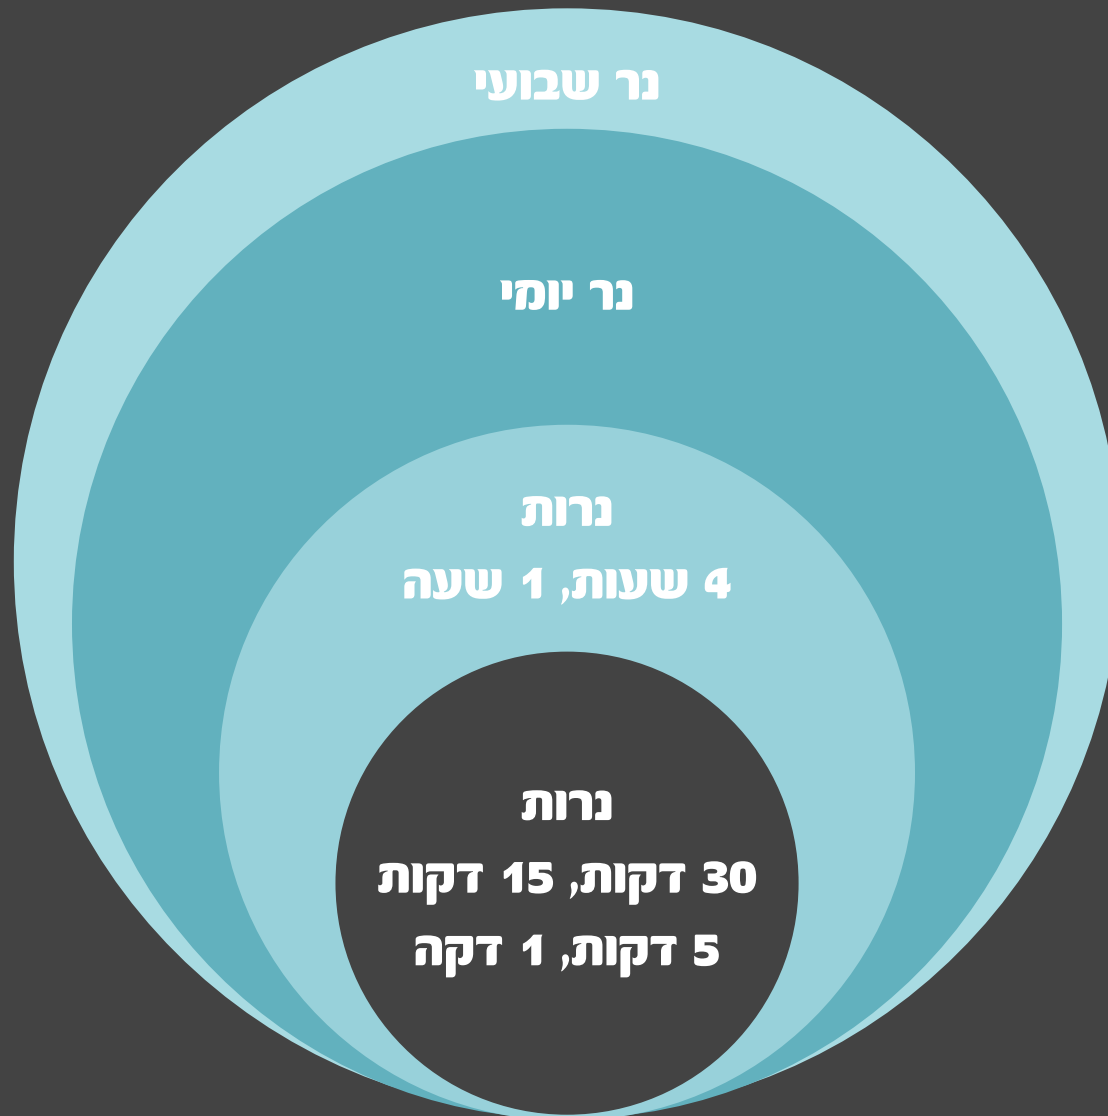 נר שבועי
נר יומי
נרות
4 שעות, 1 שעה
נרות
30 דקות, 15 דקות
5 דקות, 1 דקה